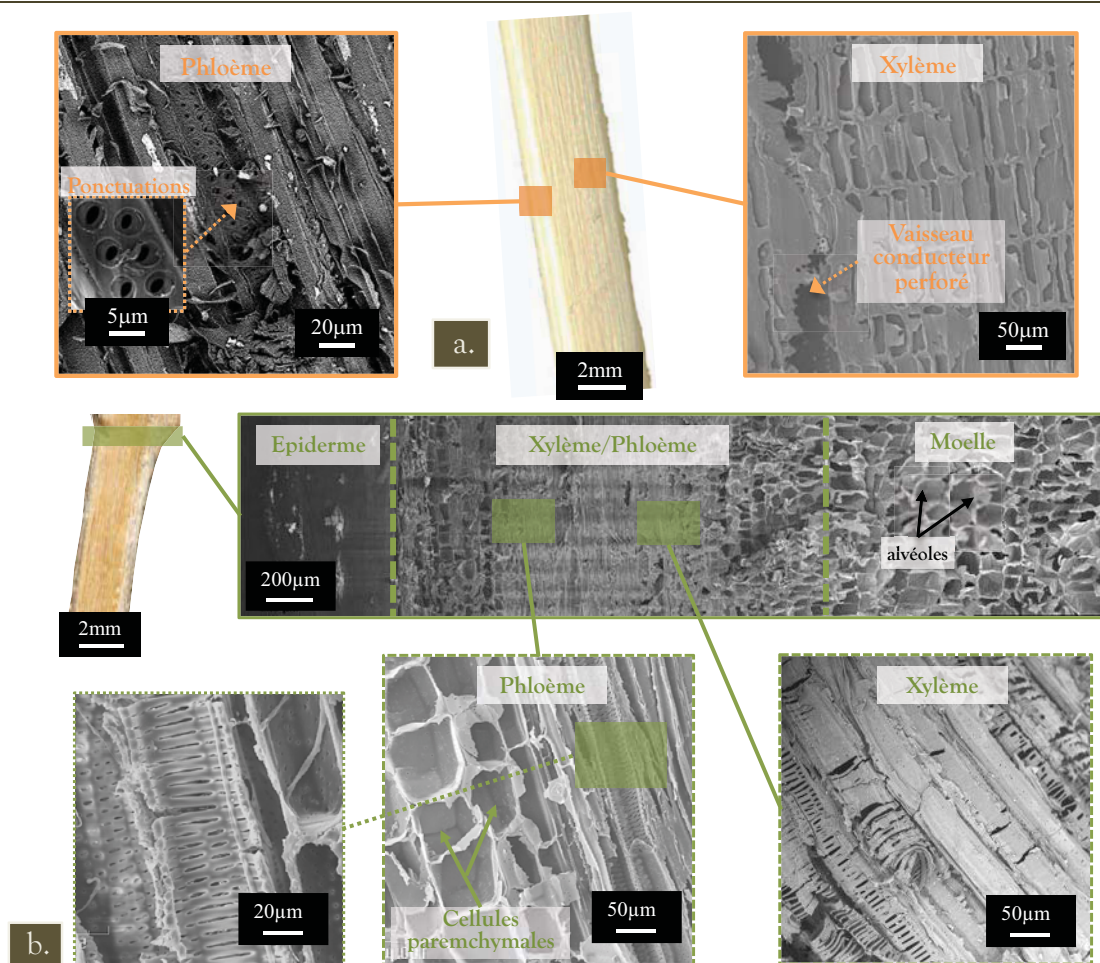 Phloème
Ponctuations
5µm
20µm
a.
2mm
Xylème
Vaisseau
conducteur
perforé
50µm
2mm
Epiderme
Xylème/Phloème
Moelle
alvéoles
200µm
b.
20µm
Phloème
Cellules
paremchymales
50µm
Xylème
50µm